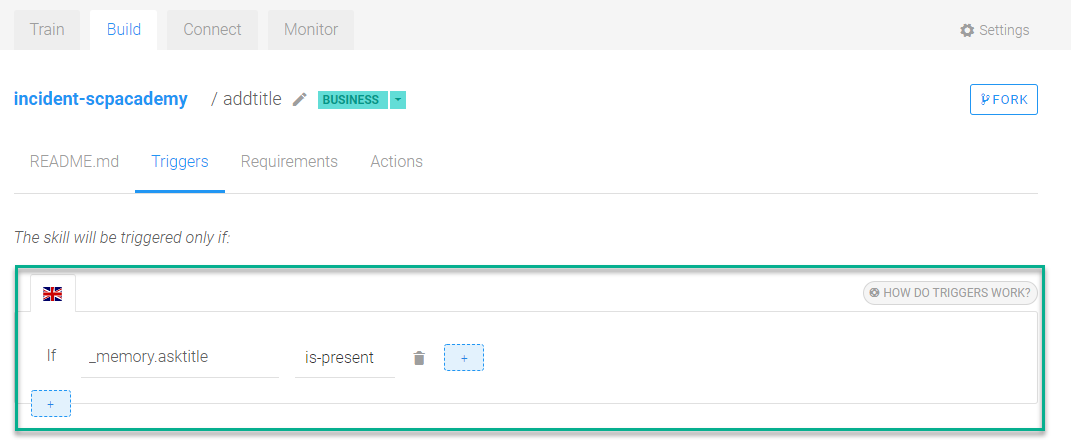 Train Build Connect Monitor Settings
incident-scpacademy / addtitle BUSINESS FORK
README.md Triggers Requirements Actions
The skill will be triggered only if:
HOW DO TRIGGERS WORK?
If _memory.asktitle is-present +
+